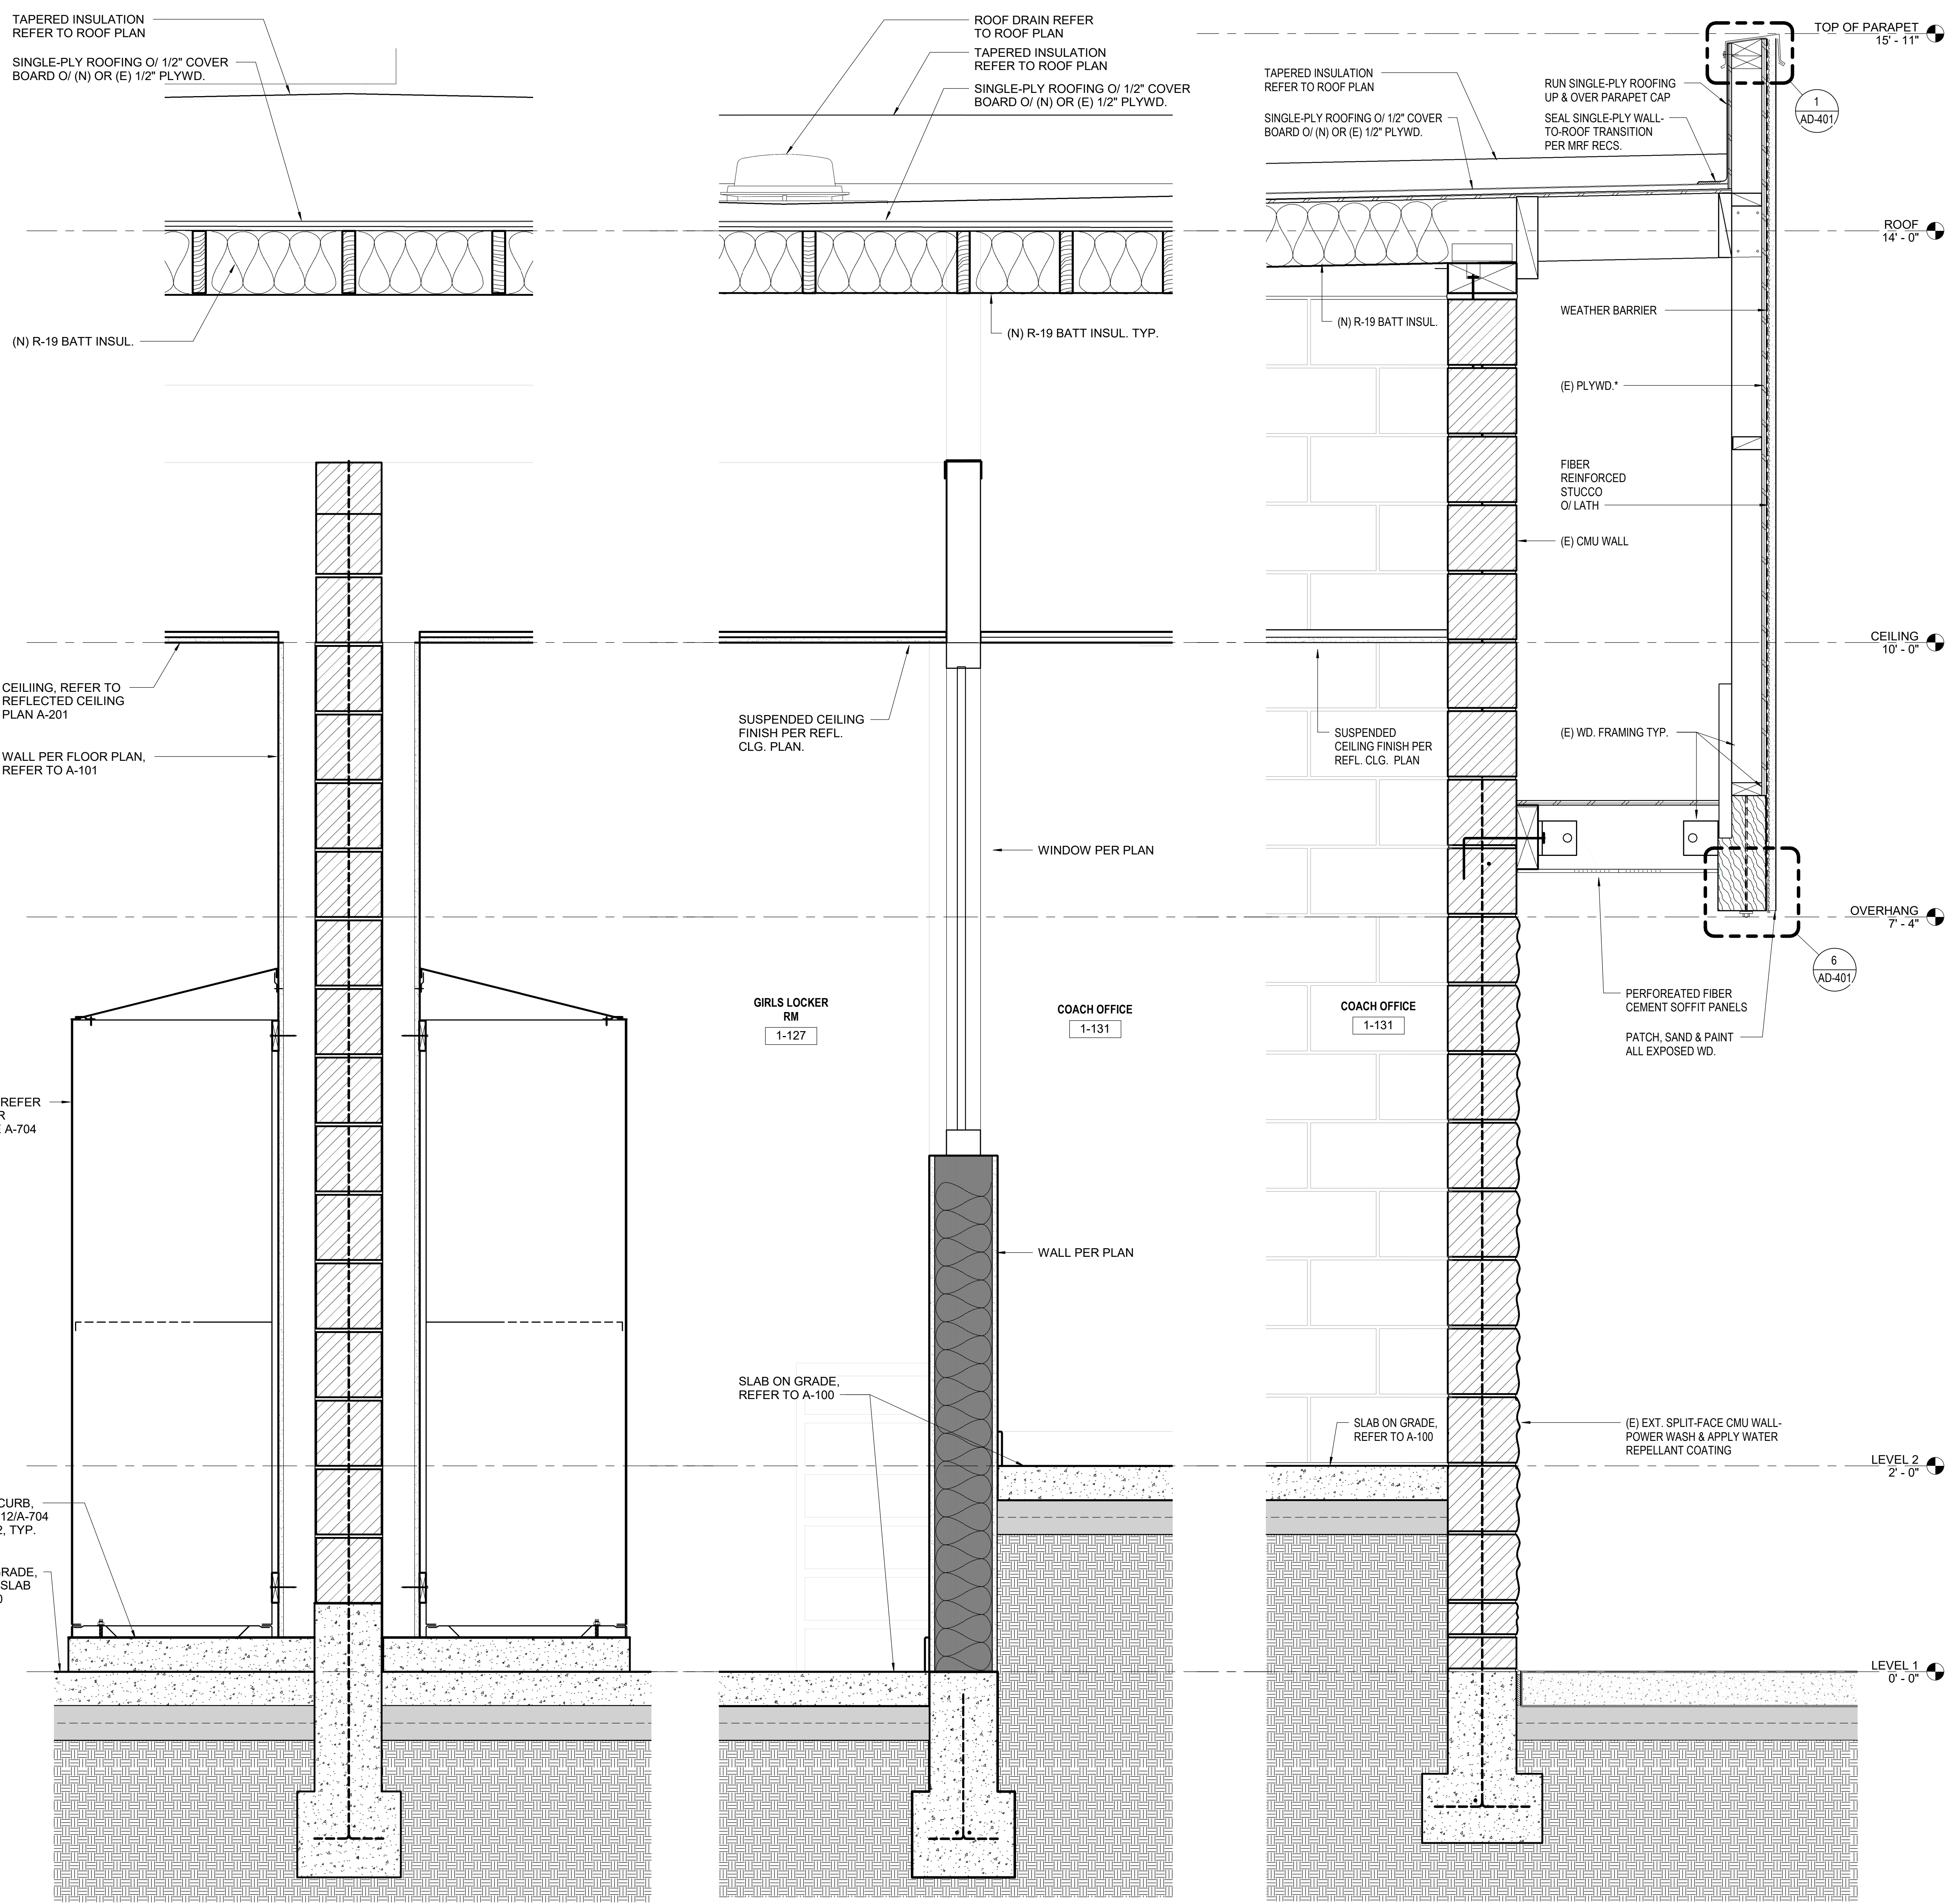 TAPERED INSULATION
REFER TO ROOF PLAN
SINGLE-PLY ROOFING O/ 1/2" COVER
BOARD O/ (N) OR (E) 1/2" PLYWD.
(N) R-19 BATT INSUL.
CEILIING, REFER TO
REFLECTED CEILING
PLAN A-201
WALL PER FLOOR PLAN,
REFER TO A-101
REFER
A-704
CURB,
12/A-704
TYP.
SLAB
ROOF DRAIN REFER
TO ROOF PLAN
TAPERED INSULATION
REFER TO ROOF PLAN
SINGLE-PLY ROOFING O/ 1/2" COVER
BOARD O/ (N) OR (E) 1/2" PLYWD.
(N) R-19 BATT INSUL. TYP.
SUSPENDED CEILING
FINISH PER REFL.
CLG. PLAN.
WINDOW PER PLAN
GIRLS LOCKER
RM
1-127
COACH OFFICE
1-131
WALL PER PLAN
SLAB ON GRADE,
REFER TO A-100
TAPERED INSULATION
REFER TO ROOF PLAN
SINGLE-PLY ROOFING O/ 1/2" COVER
BOARD O/ (N) OR (E) 1/2" PLYWD.
RUN SINGLE-PLY ROOFING
UP & OVER PARAPET CAP
SEAL SINGLE-PLY WALL-
TO-ROOF TRANSITION
PER MRF RECS.
1
AD-401
(N) R-19 BATT INSUL.
WEATHER BARRIER
(E) PLYWD.*
FIBER
REINFORCED
STUCCO
O/ LATH
(E) CMU WALL
SUSPENDED
CEILING FINISH PER
REFL. CLG. PLAN
(E) WD. FRAMING TYP.
COACH OFFICE
1-131
6
AD-401
PERFOREATED FIBER
CEMENT SOFFIT PANELS
PATCH, SAND & PAINT
ALL EXPOSED WD.
SLAB ON GRADE,
REFER TO A-100
(E) EXT. SPLIT-FACE CMU WALL-
POWER WASH & APPLY WATER
REPELLANT COATING
TOP OF PARAPET
15' - 11"
ROOF
14' - 0"
CEILING
10' - 0"
OVERHANG
7' - 4"
LEVEL 2
2' - 0"
LEVEL 1
0' - 0"